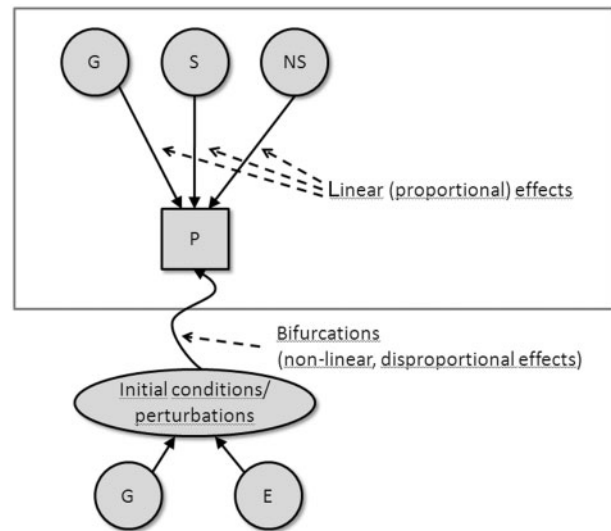 G S NS
Linear (proportional) effects
P
Bifurcations
(non-linear, disproportional effects)
Initial conditions/
perturbations
G E